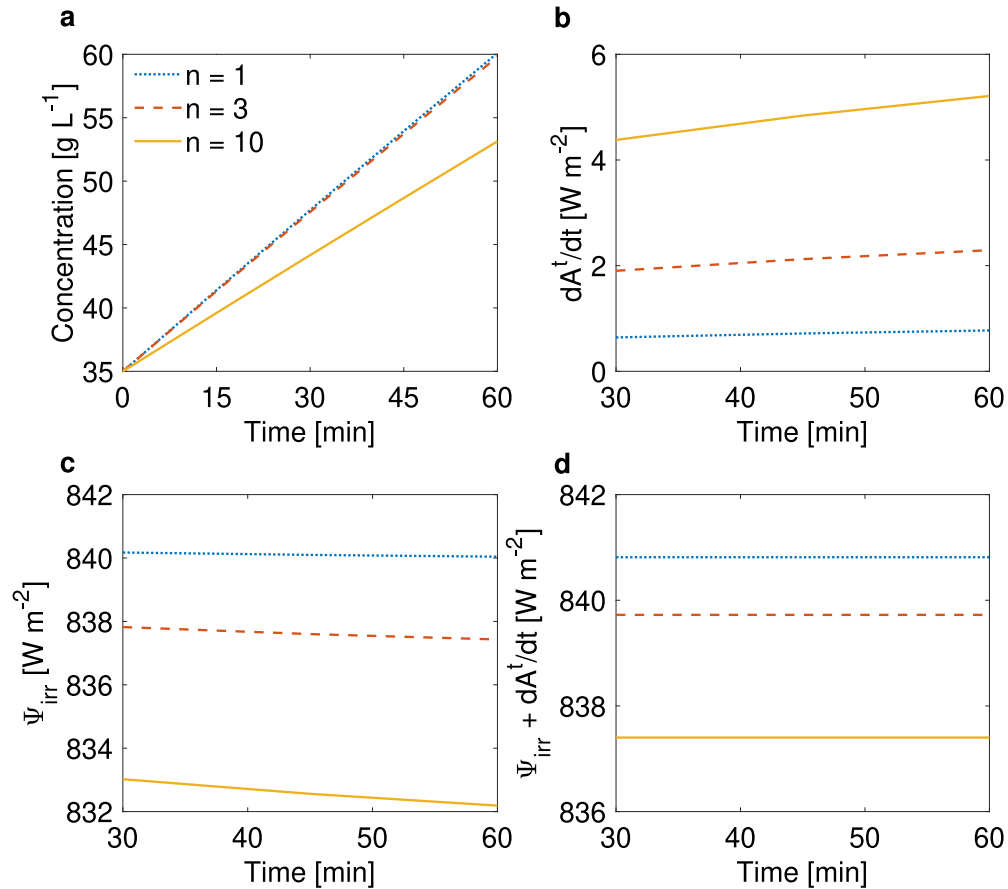 a
Concentration [g L⁻¹]
60
55
50
45
40
35
n = 1
n = 3
n = 10
0 15 30 45 60
Time [min]
b
dAᵗ/dt [W m⁻²]
6
4
2
0
30 40 50 60
Time [min]
c
Ψirr [W m⁻²]
842
840
838
836
834
832
30 40 50 60
Time [min]
d
Ψirr + dAᵗ/dt [W m⁻²]
842
840
838
836
30 40 50 60
Time [min]